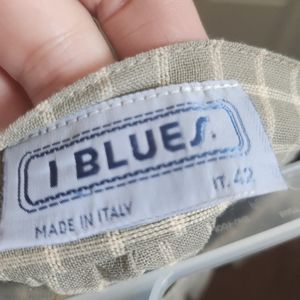 I BLUES.
IT. 42
MADE IN ITALY